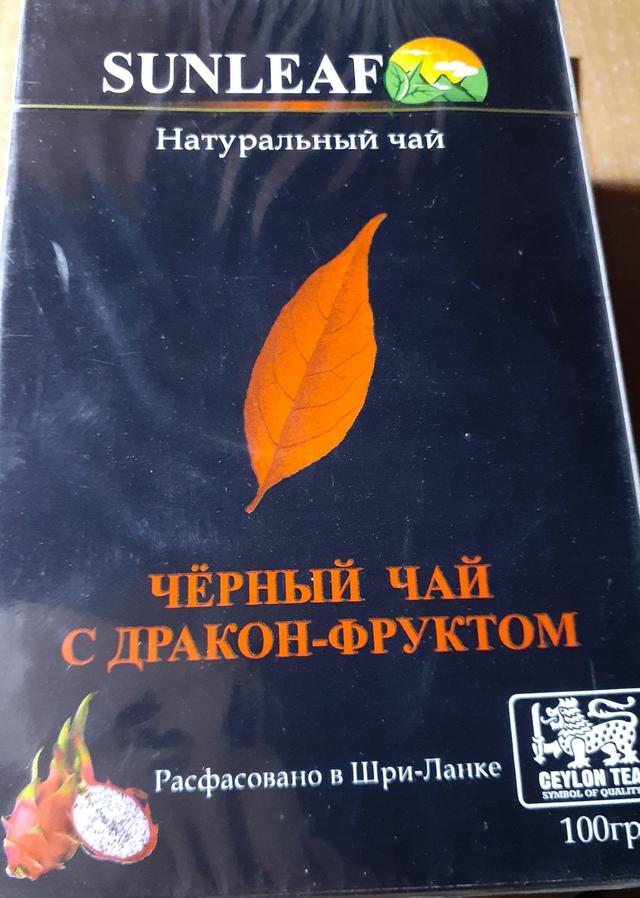 SUNLEAF
Натуральный чай
ЧЁРНЫЙ ЧАЙ
С ДРАКОН-ФРУКТОМ
Расфасовано в Шри-Ланке
CEYLON TEA
SYMBOL OF QUALITY
100гр